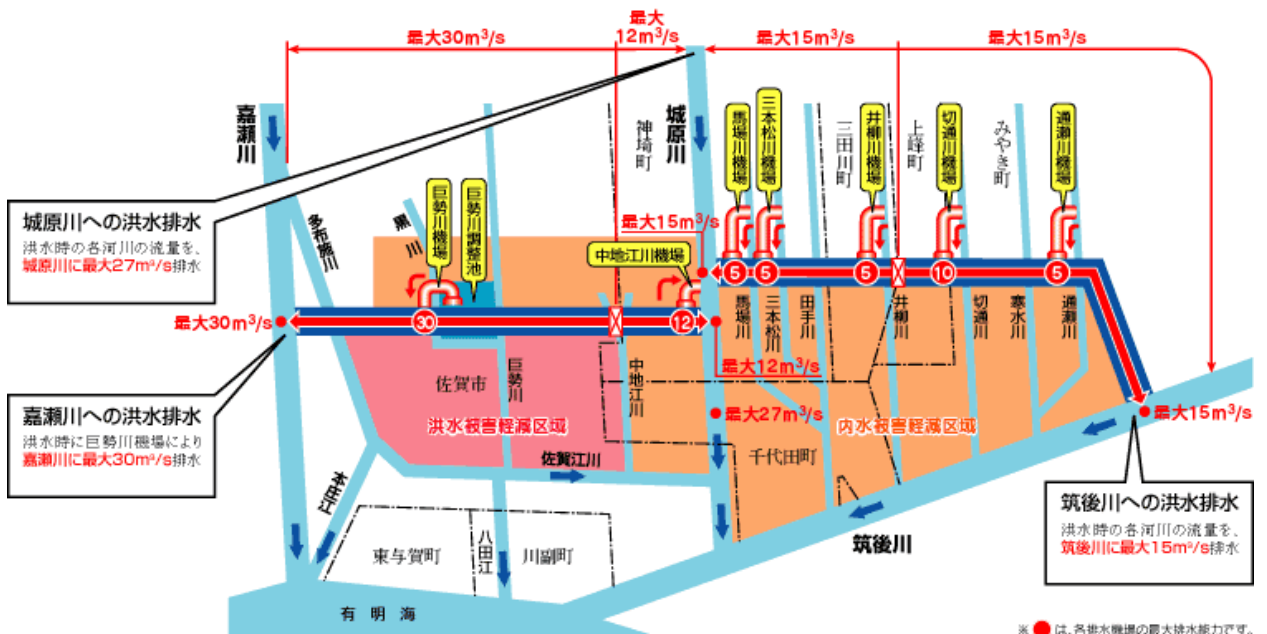 最大30m³/s
最大
12m³/s
最大15m³/s
最大15m³/s
嘉瀬川
神埼町
城原川
馬場川機場
三本松川機場
三田川町
井柳川機場
上峰町
切通川機場
みやき町
通瀬川機場
城原川への洪水排水
洪水時の各河川の流量を、
城原川に最大27m³/s排水
多布施川
黒川
巨勢川機場
巨勢川調整池
最大15m³/s
中地江川機場
5
5
5
10
5
最大30m³/s
30
12
馬場川
三本松川
田手川
井柳川
切通川
寒水川
通瀬川
嘉瀬川への洪水排水
洪水時に巨勢川機場により
嘉瀬川に最大30m³/s排水
佐賀市
巨勢川
中地江川
最大12m³/s
最大27m³/s
最大15m³/s
洪水被害軽減区域
内水被害軽減区域
佐賀江川
千代田町
本庄江
筑後川への洪水排水
洪水時の各河川の流量を、
筑後川に最大15m³/s排水
東与賀町
八田江
川副町
筑後川
有明海
※●は、各排水機場の最大排水能力です。